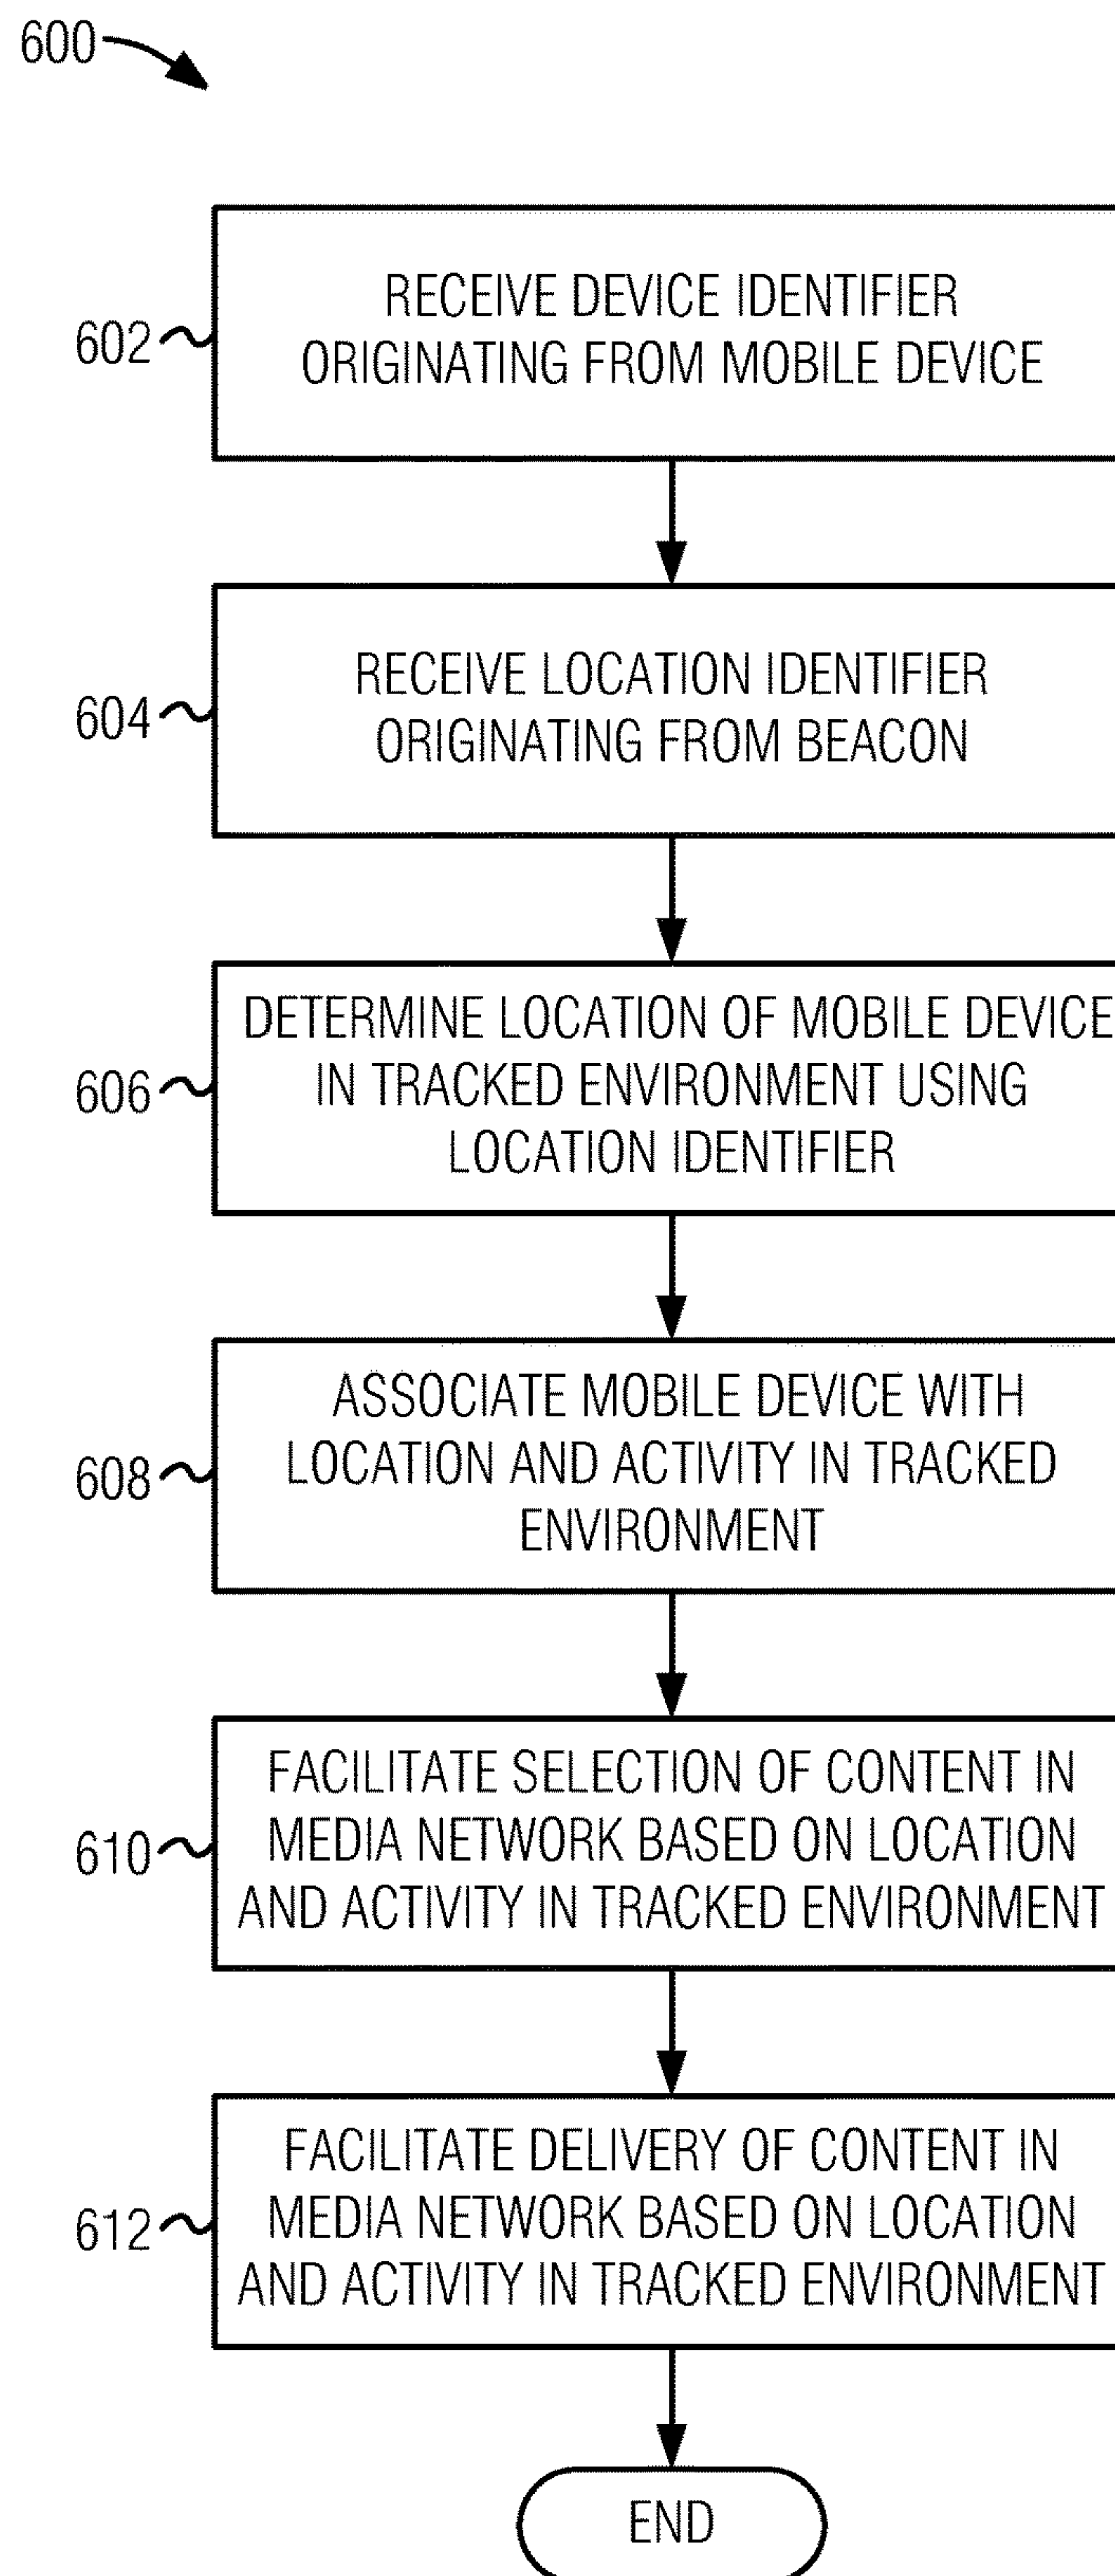 600
602
RECEIVE DEVICE IDENTIFIER
ORIGINATING FROM MOBILE DEVICE
604
RECEIVE LOCATION IDENTIFIER
ORIGINATING FROM BEACON
606
DETERMINE LOCATION OF MOBILE DEVICE
IN TRACKED ENVIRONMENT USING
LOCATION IDENTIFIER
608
ASSOCIATE MOBILE DEVICE WITH
LOCATION AND ACTIVITY IN TRACKED
ENVIRONMENT
610
FACILITATE SELECTION OF CONTENT IN
MEDIA NETWORK BASED ON LOCATION
AND ACTIVITY IN TRACKED ENVIRONMENT
612
FACILITATE DELIVERY OF CONTENT IN
MEDIA NETWORK BASED ON LOCATION
AND ACTIVITY IN TRACKED ENVIRONMENT
END